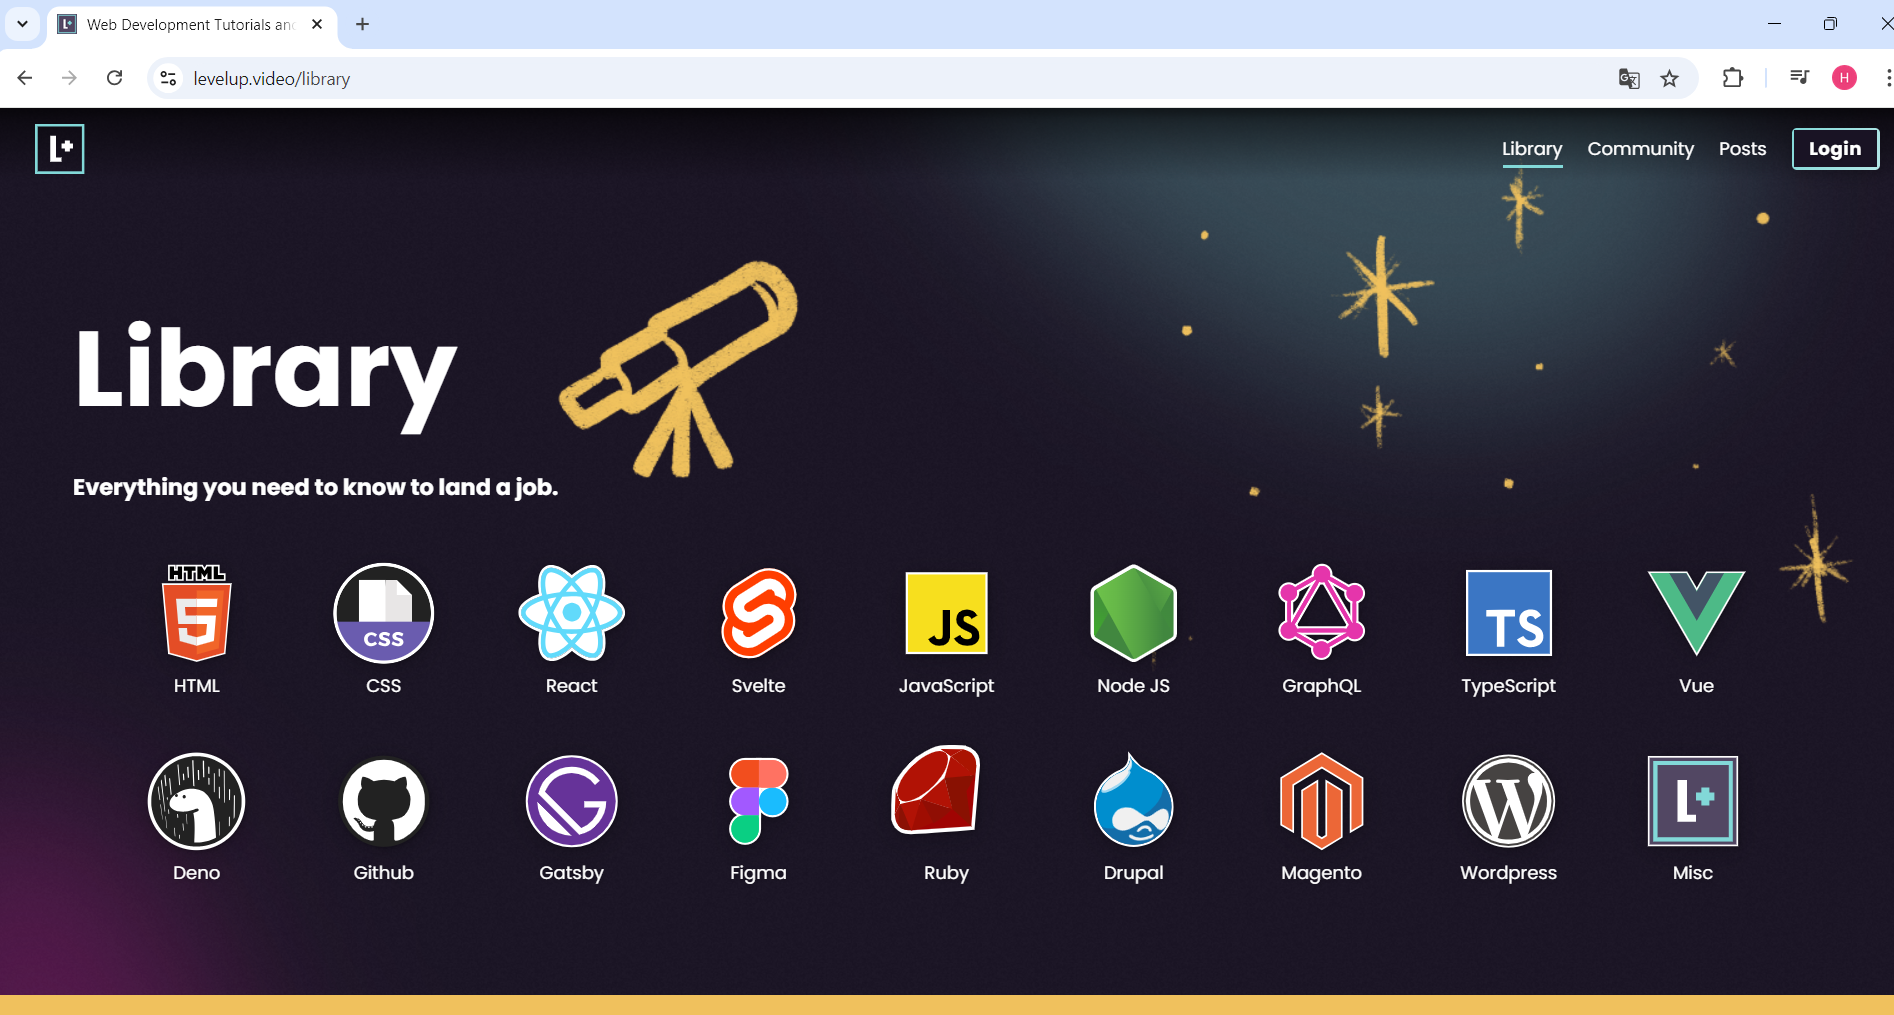 Web Development Tutorials an
levelup.video/library
H
L+
Library
Community
Posts
Login
Library
Everything you need to know to land a job.
HTML
5
CSS
JS
TS
HTML
CSS
React
Svelte
JavaScript
Node JS
GraphQL
TypeScript
Vue
W
L+
Deno
Github
Gatsby
Figma
Ruby
Drupal
Magento
Wordpress
Misc